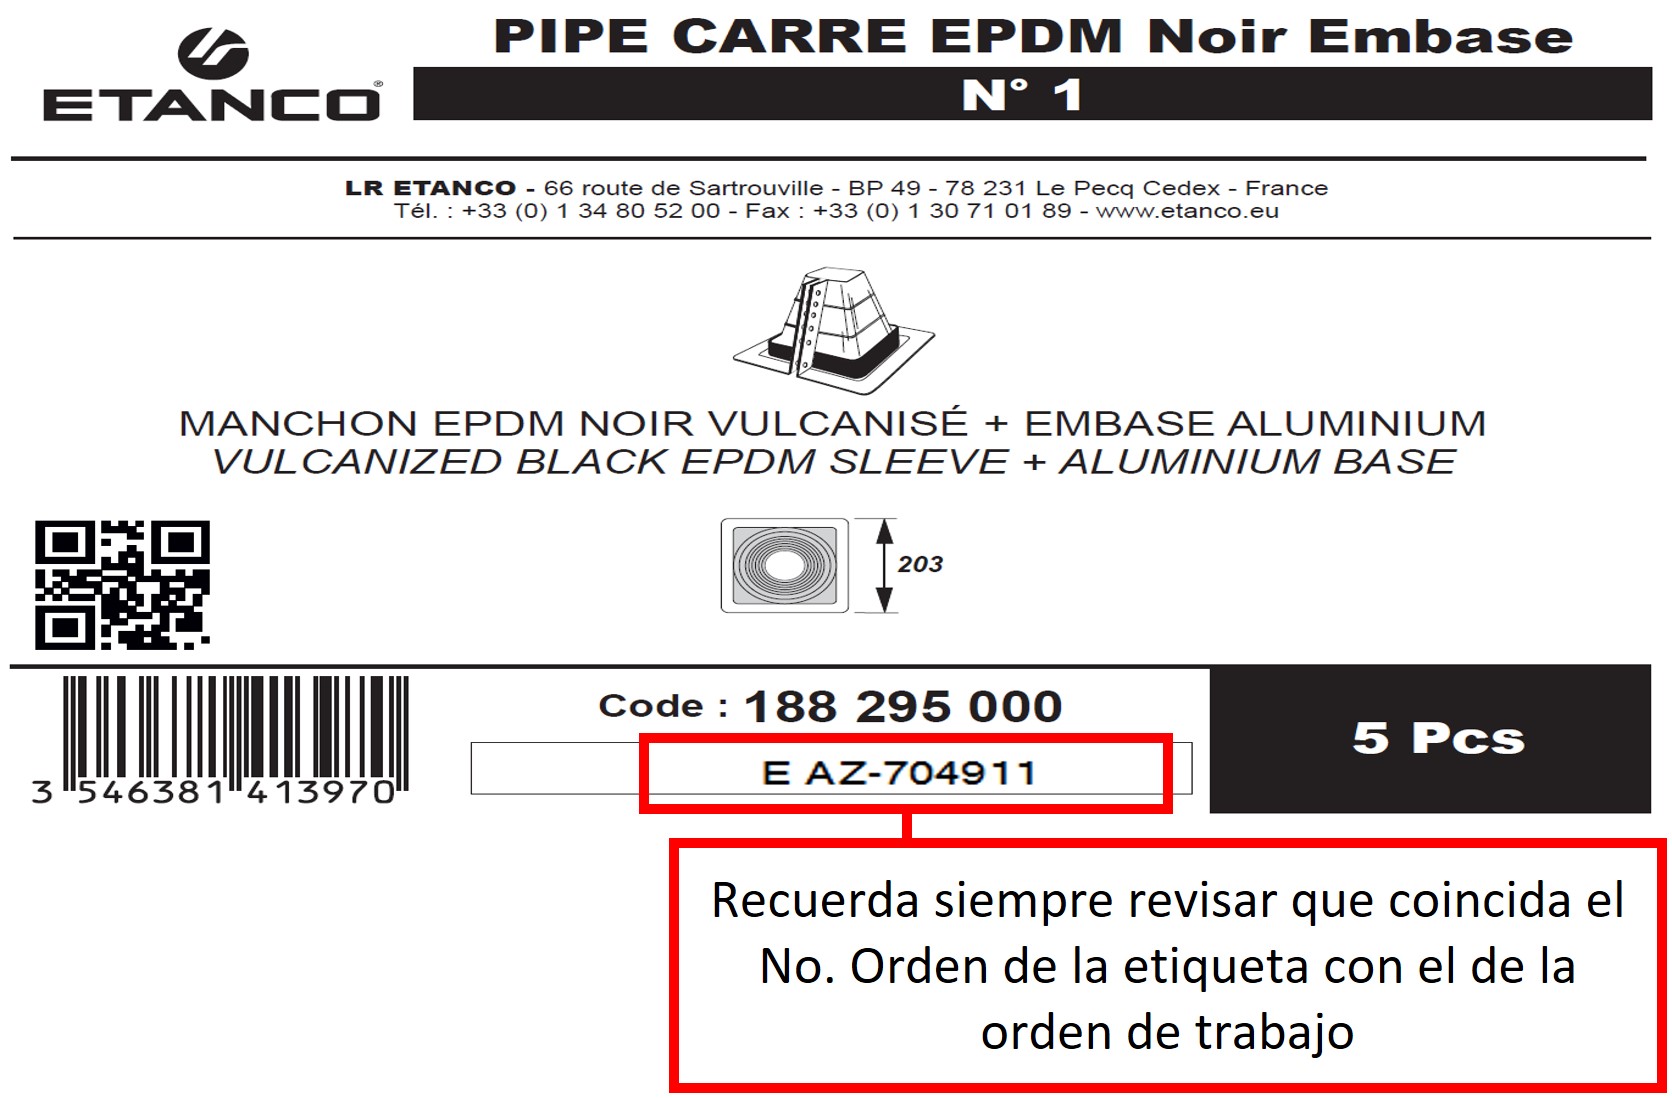 PIPE CARRE EPDM Noir Embase
ETANCO®
N° 1
LR ETANCO - 66 route de Sartrouville - BP 49 - 78 231 Le Pecq Cedex - France
Tél. : +33 (0) 1 34 80 52 00 - Fax : +33 (0) 1 30 71 01 89 - www.etanco.eu
MANCHON EPDM NOIR VULCANISÉ + EMBASE ALUMINIUM
VULCANIZED BLACK EPDM SLEEVE + ALUMINIUM BASE
203
Code : 188 295 000
5 Pcs
E AZ-704911
3 546381 413970
Recuerda siempre revisar que coincida el
No. Orden de la etiqueta con el de la
orden de trabajo